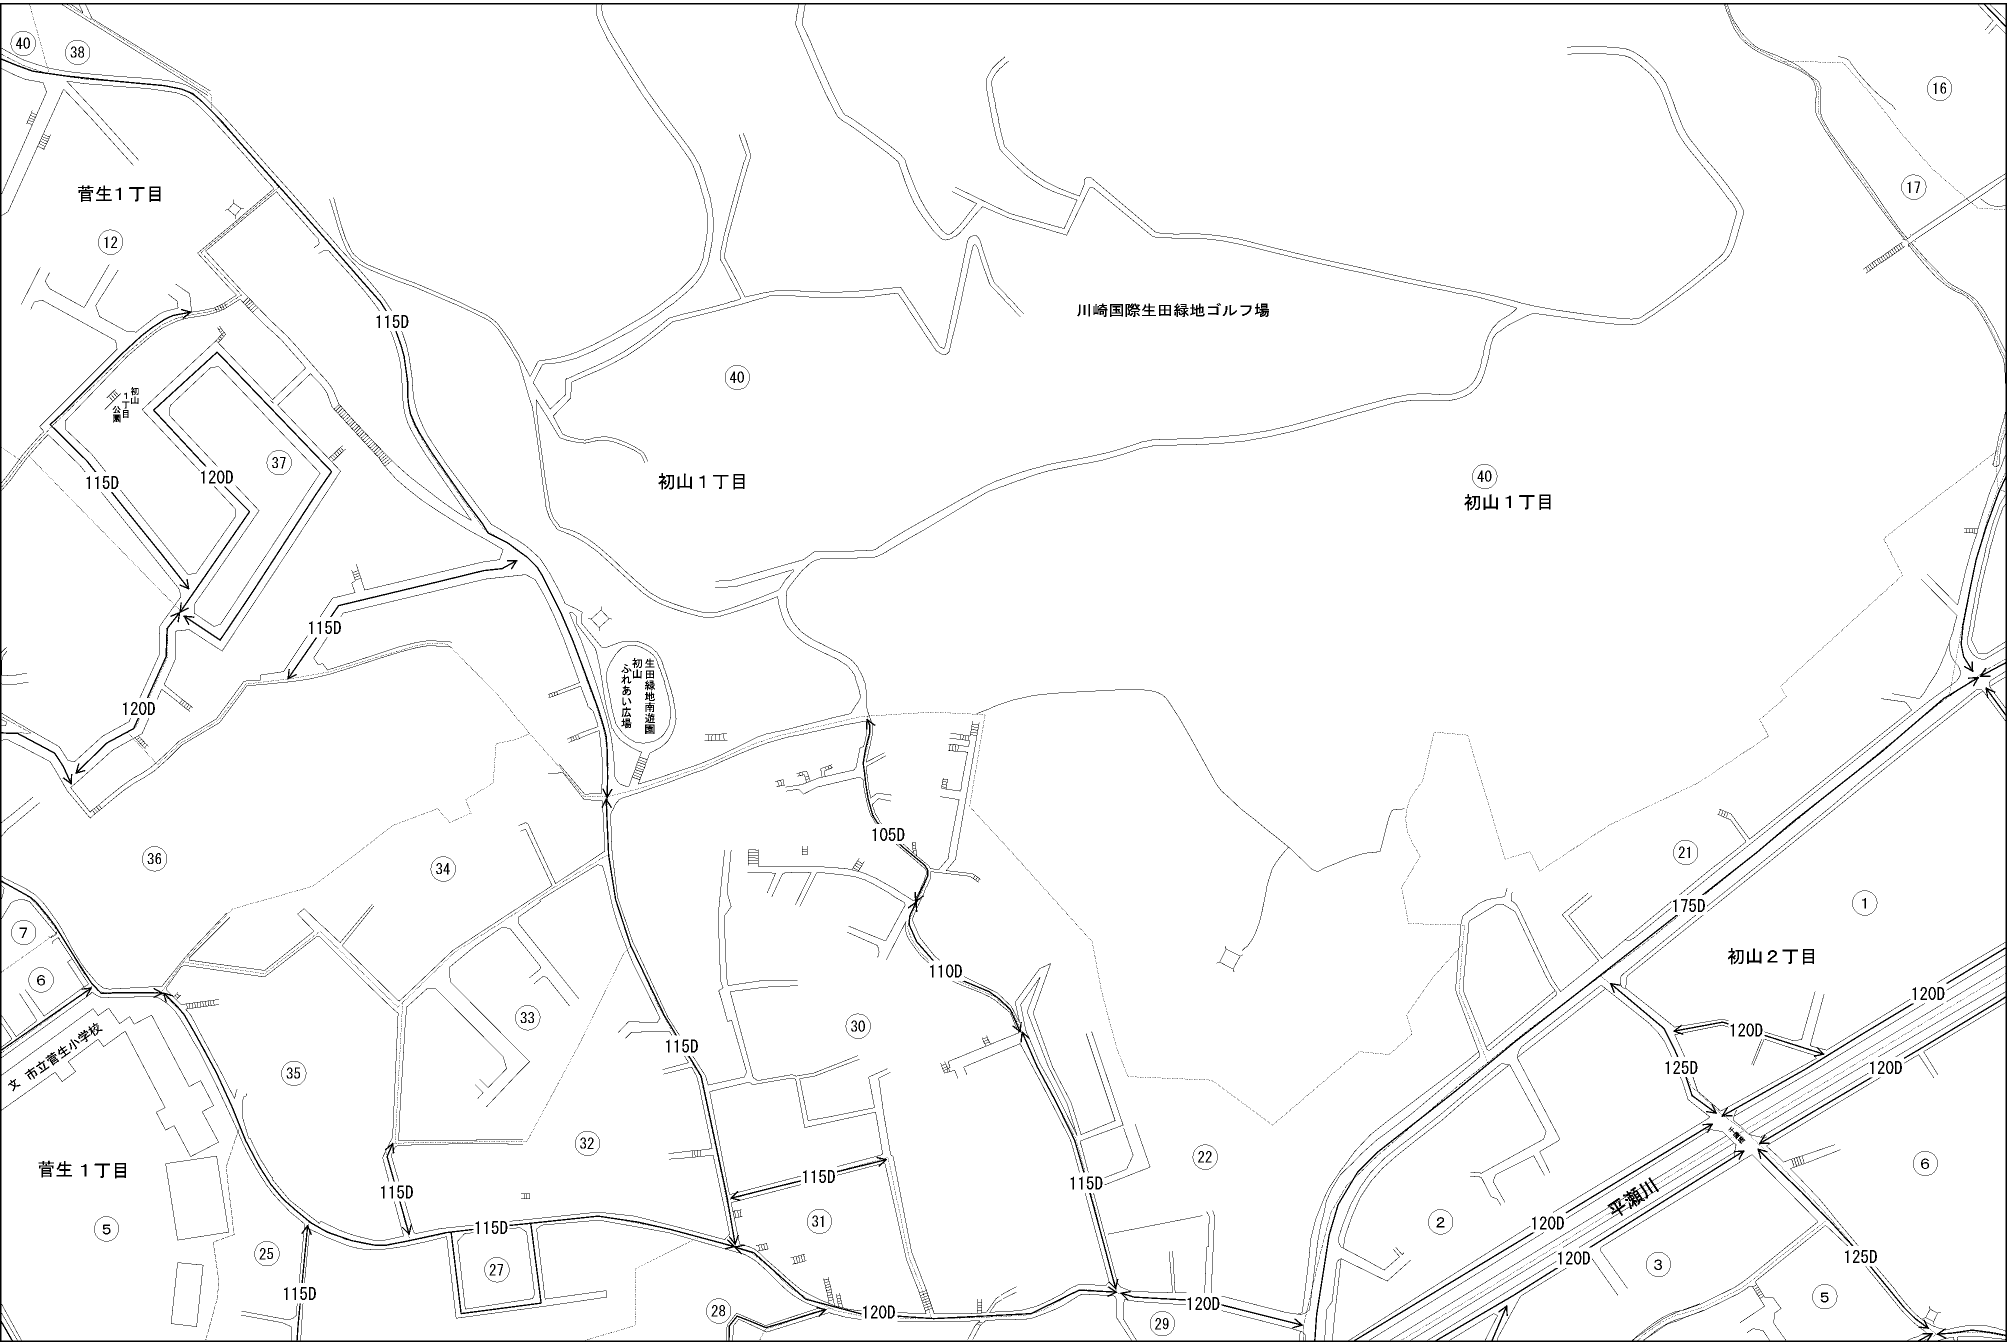 40
38
16
17
菅生１丁目
12
115D
川崎国際生田緑地ゴルフ場
40
初山
１丁目
公園
37
115D
120D
初山１丁目
40
初山１丁目
115D
生田緑地南遊園
初山
ふれあい広場
120D
105D
36
34
21
175D
1
7
6
初山２丁目
110D
120D
33
30
120D
文 市立菅生小学校
115D
35
125D
120D
32
22
6
菅生１丁目
115D
115D
115D
平瀬川
5
115D
31
2
120D
25
27
120D
125D
3
115D
28
120D
120D
29
5